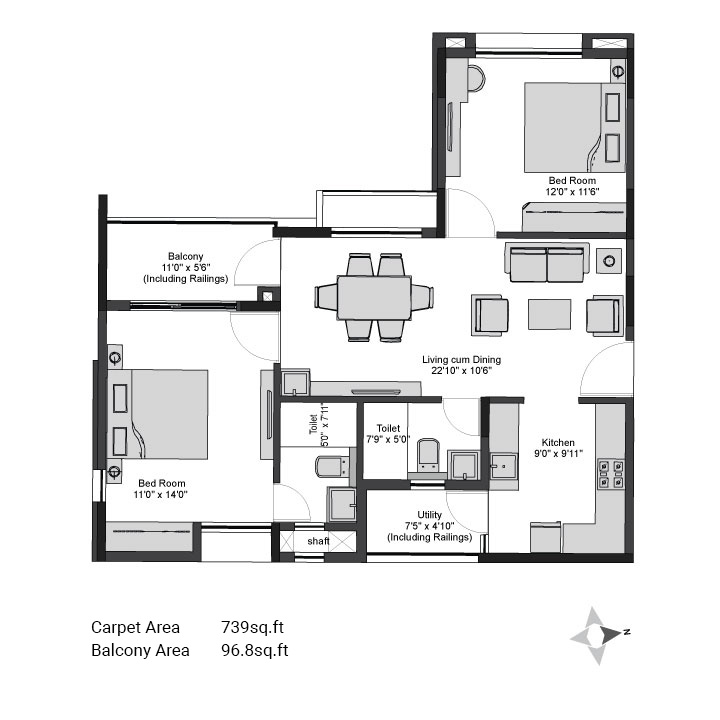 Bed Room
12'0" x 11'6"
Balcony
11'0" x 5'6"
(Including Railings)
Living cum Dining
22'10" x 10'6"
Toilet
5'0" x 7'11"
Toilet
7'9" x 5'0"
Kitchen
9'0" x 9'11"
Bed Room
11'0" x 14'0"
Utility
7'5" x 4'10"
(Including Railings)
shaft
Carpet Area 739sq.ft
Balcony Area 96.8sq.ft
N